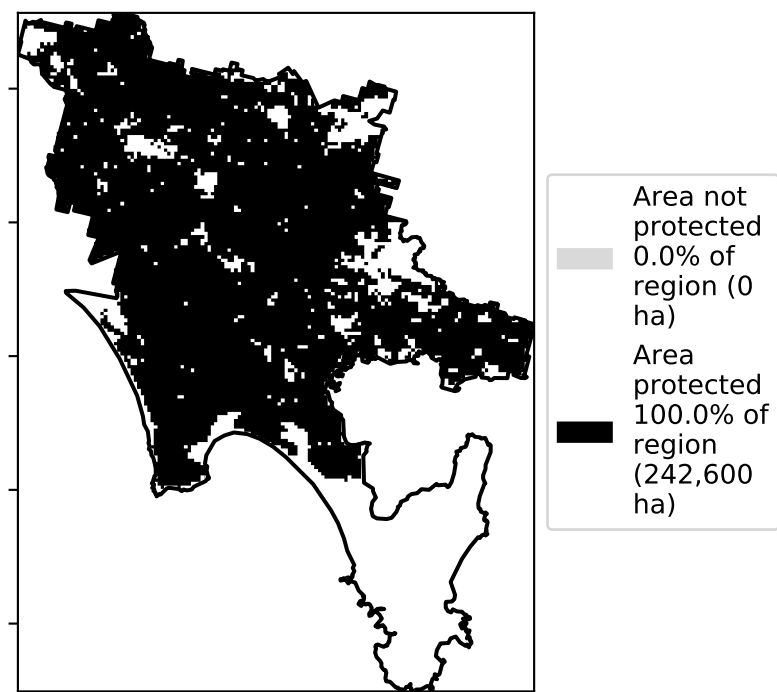 Area not
protected
0.0% of
region (0
ha)
Area
protected
100.0% of
region
(242,600
ha)